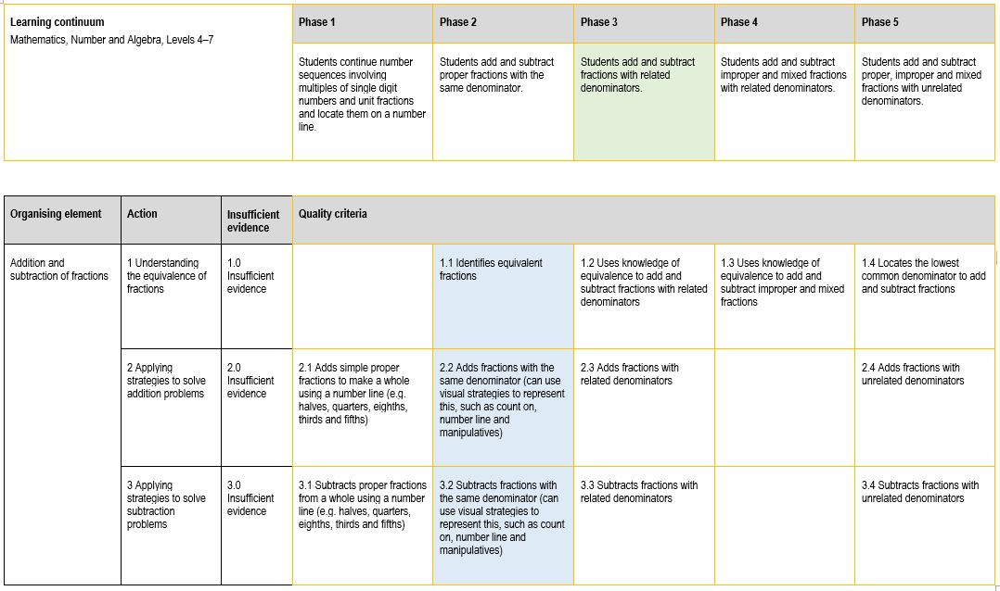 Learning continuum
Mathematics, Number and Algebra, Levels 4–7
Phase 1
Phase 2
Phase 3
Phase 4
Phase 5
Students continue number
sequences involving
multiples of single digit
numbers and unit fractions
and locate them on a number
line.
Students add and subtract
proper fractions with the
same denominator.
Students add and subtract
fractions with related
denominators.
Students add and subtract
improper and mixed fractions
with related denominators.
Students add and subtract
proper, improper and mixed
fractions with unrelated
denominators.
Organising element
Action
Insufficient
evidence
Quality criteria
Addition and
subtraction of fractions
1 Understanding
the equivalence of
fractions
1.0
Insufficient
evidence
1.1 Identifies equivalent
fractions
1.2 Uses knowledge of
equivalence to add and
subtract fractions with related
denominators
1.3 Uses knowledge of
equivalence to add and
subtract improper and mixed
fractions
1.4 Locates the lowest
common denominator to add
and subtract fractions
2 Applying
strategies to solve
addition problems
2.0
Insufficient
evidence
2.1 Adds simple proper
fractions to make a whole
using a number line (e.g.
halves, quarters, eighths,
thirds and fifths)
2.2 Adds fractions with the
same denominator (can use
visual strategies to represent
this, such as count on,
number line and
manipulatives)
2.3 Adds fractions with
related denominators
2.4 Adds fractions with
unrelated denominators
3 Applying
strategies to solve
subtraction
problems
3.0
Insufficient
evidence
3.1 Subtracts proper fractions
from a whole using a number
line (e.g. halves, quarters,
eighths, thirds and fifths)
3.2 Subtracts fractions with
the same denominator (can
use visual strategies to
represent this, such as count
on, number line and
manipulatives)
3.3 Subtracts fractions with
related denominators
3.4 Subtracts fractions with
unrelated denominators